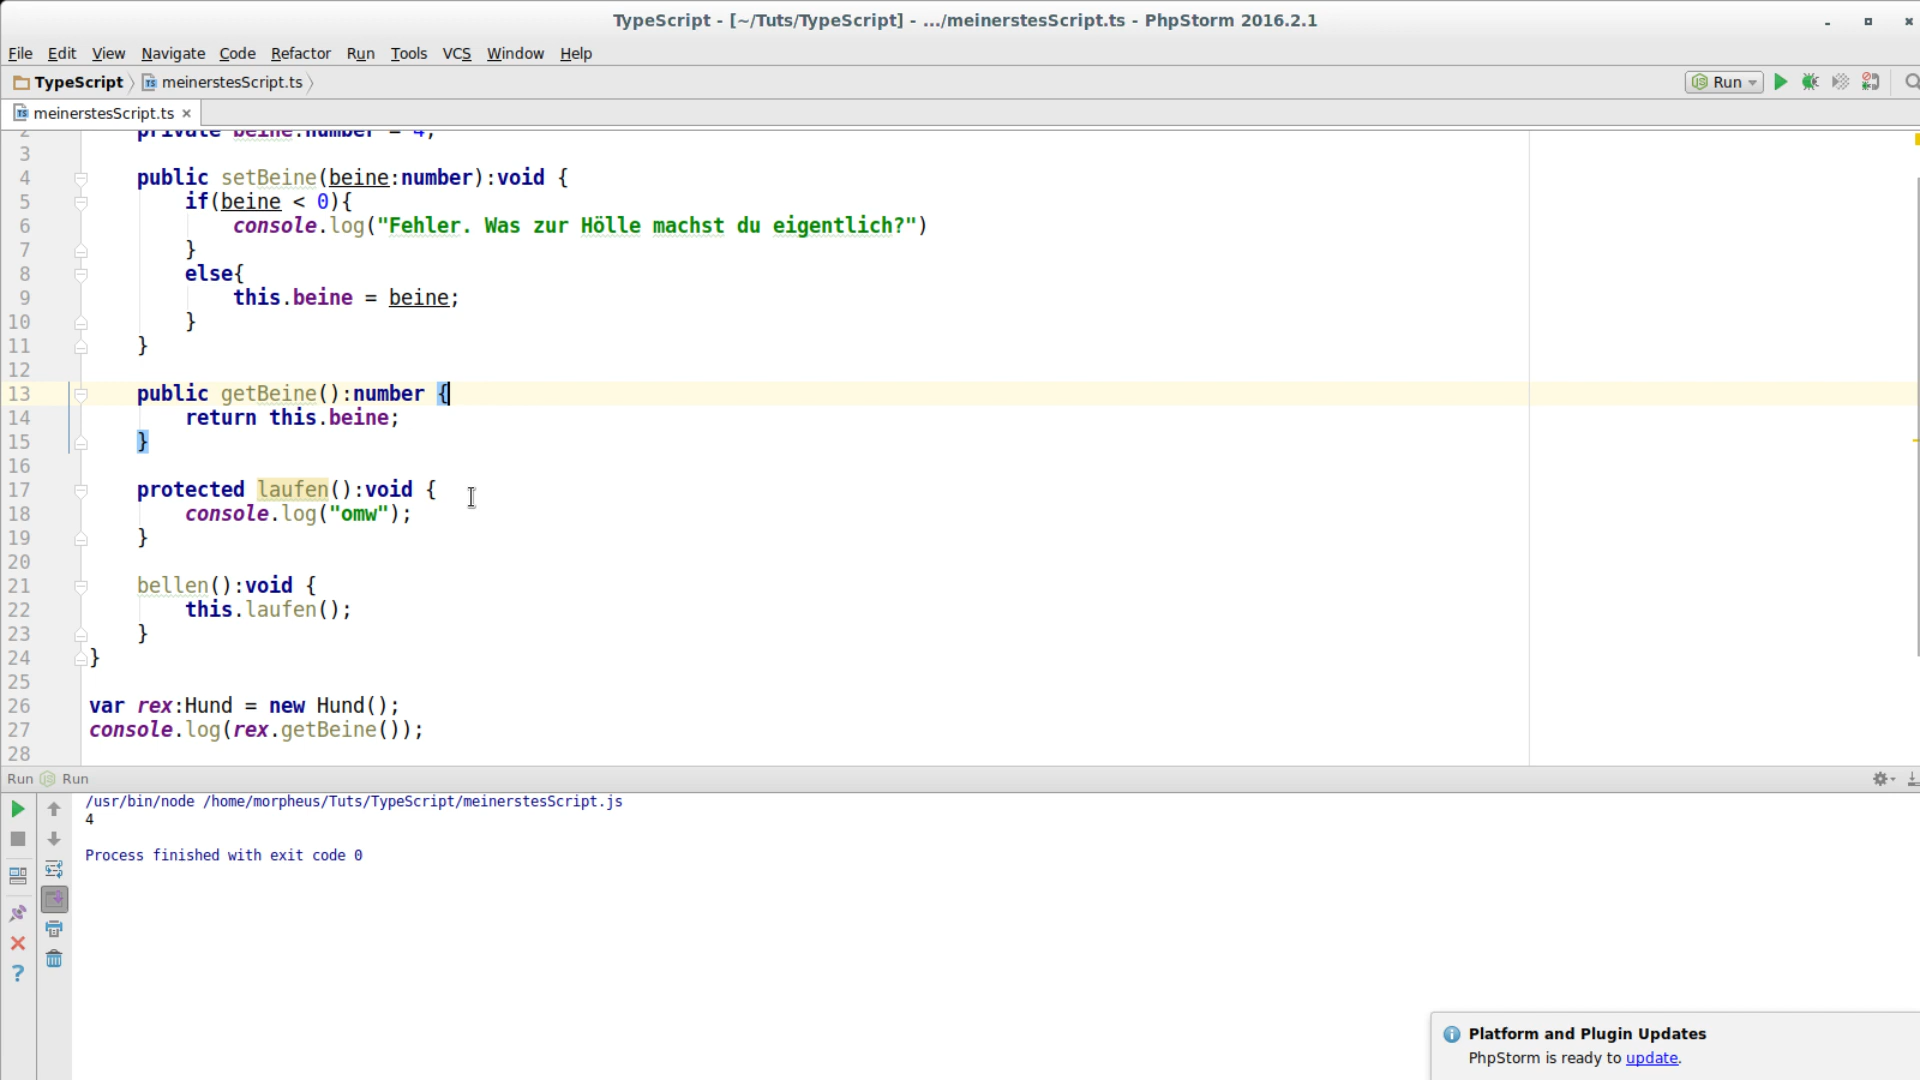 TypeScript - [~/Tuts/TypeScript] - .../meinerstesScript.ts - PhpStorm 2016.2.1
File Edit View Navigate Code Refactor Run Tools VCS Window Help
TypeScript meinerstesScript.ts Run
meinerstesScript.ts
2 private beine:number = 4;
3
4 public setBeine(beine:number):void {
5 if(beine < 0){
6 console.log("Fehler. Was zur Hölle machst du eigentlich?")
7 }
8 else{
9 this.beine = beine;
10 }
11 }
12
13 public getBeine():number {
14 return this.beine;
15 }
16
17 protected laufen():void {
18 console.log("omw");
19 }
20
21 bellen():void {
22 this.laufen();
23 }
24 }
25
26 var rex:Hund = new Hund();
27 console.log(rex.getBeine());
28
Run Run
/usr/bin/node /home/morpheus/Tuts/TypeScript/meinerstesScript.js
4
Process finished with exit code 0
Platform and Plugin Updates
PhpStorm is ready to update.